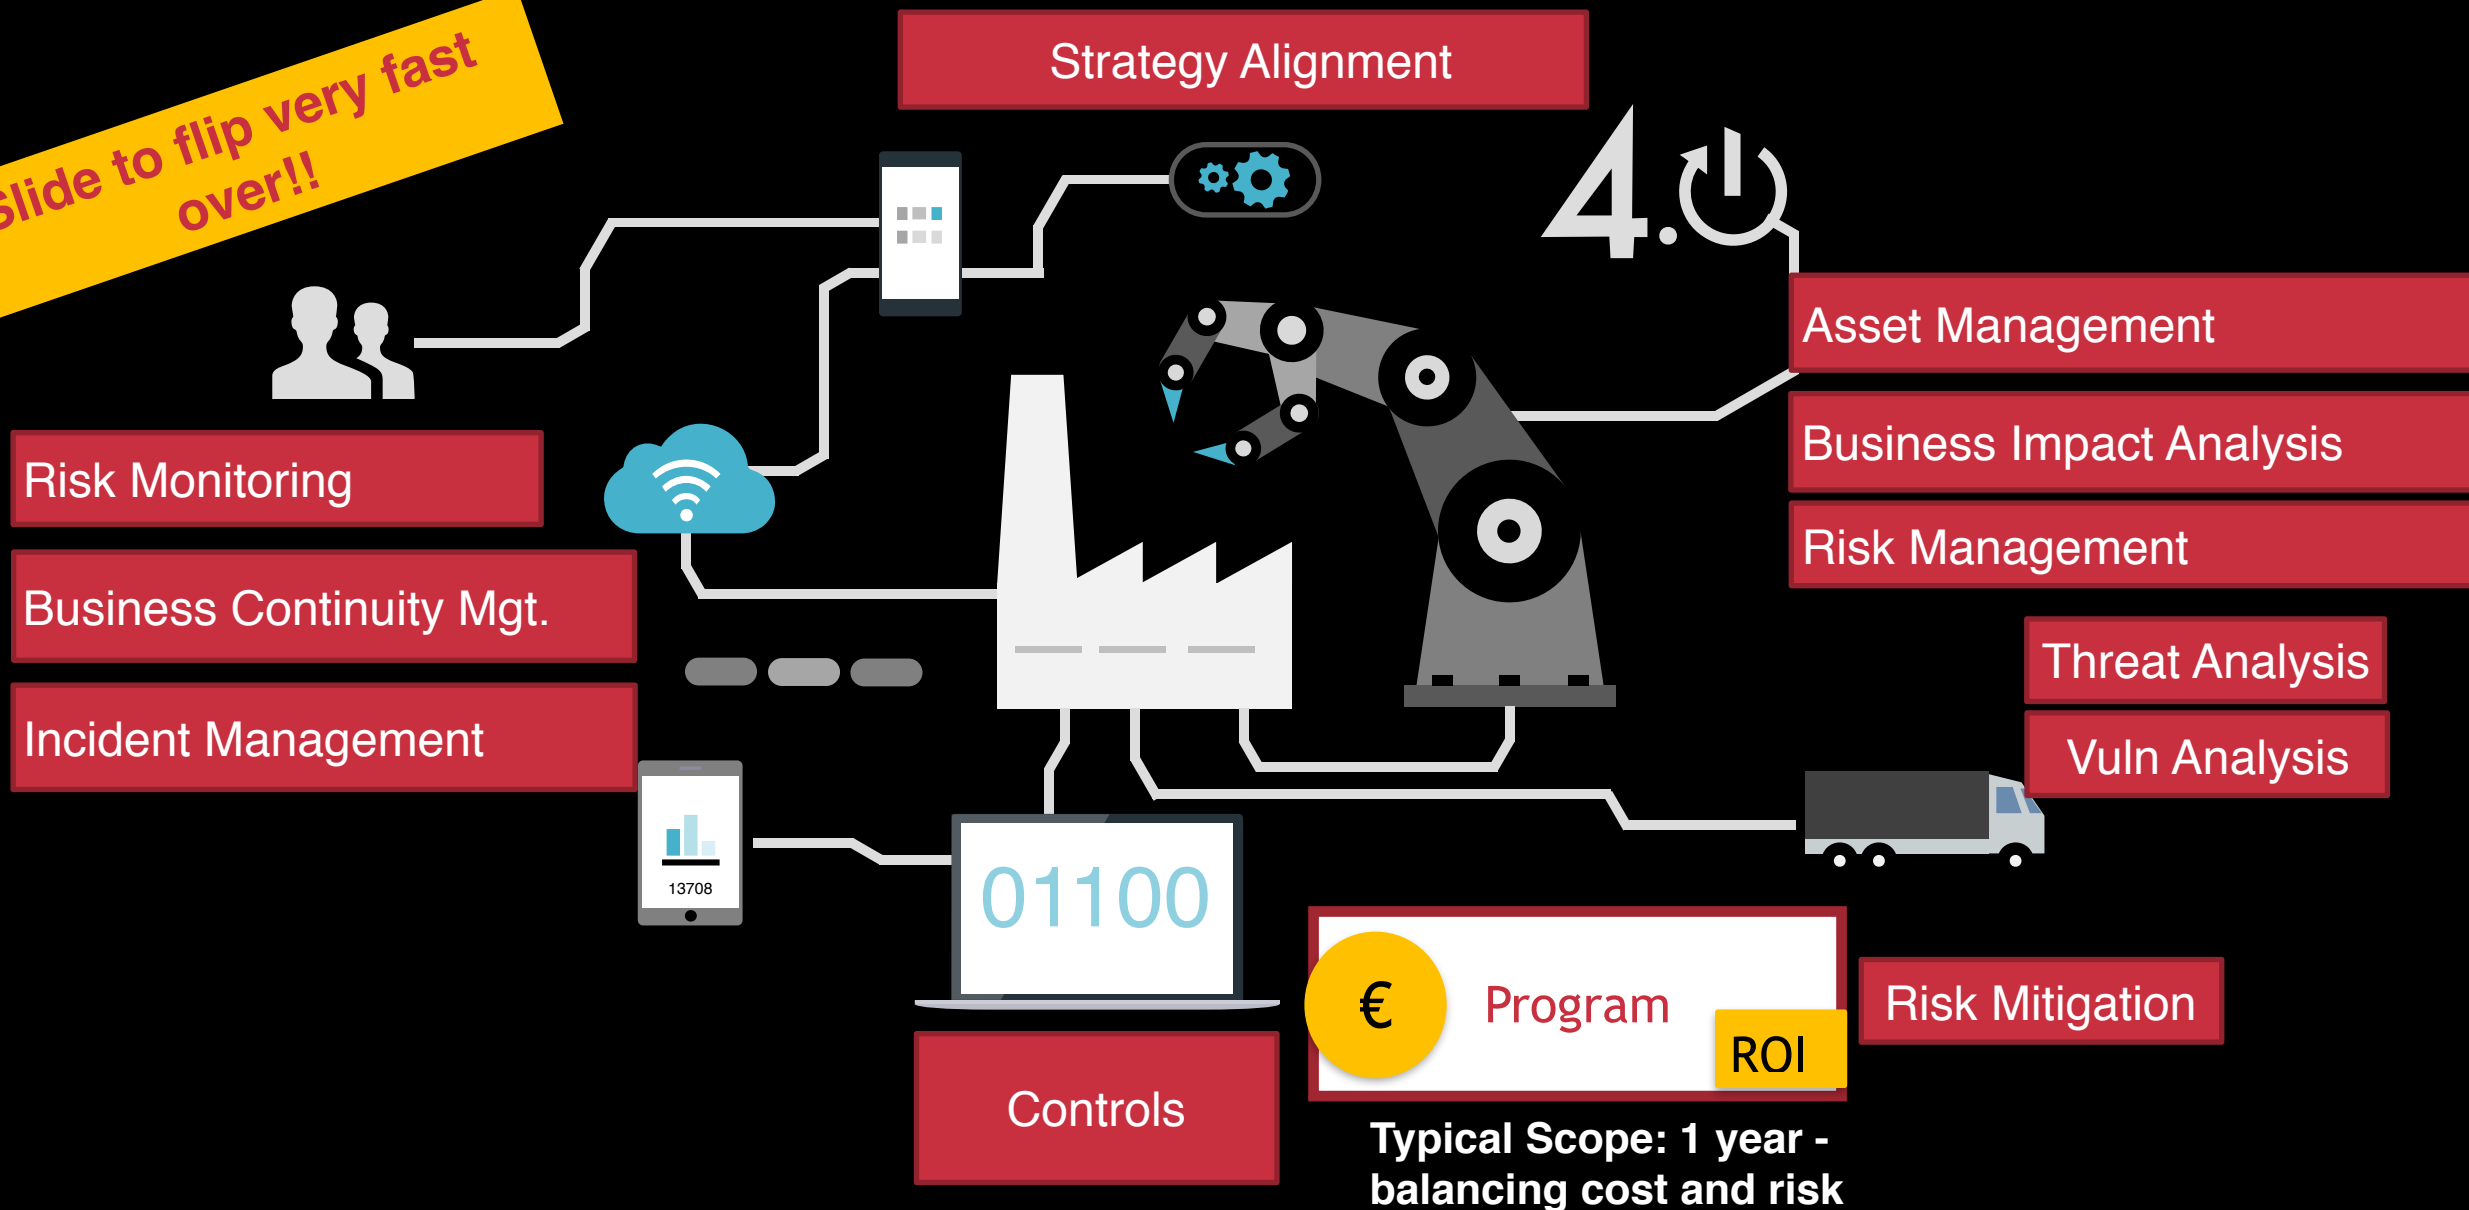 Slide to flip very fast
over!!
Strategy Alignment
4.0
Asset Management
Business Impact Analysis
Risk Management
Risk Monitoring
Business Continuity Mgt.
Incident Management
Threat Analysis
Vuln Analysis
13708
01100
€
Program
ROI
Risk Mitigation
Controls
Typical Scope: 1 year -
balancing cost and risk